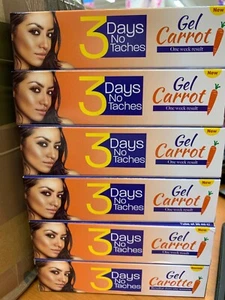 3 Days
No
Taches
Gel
Carrot
One week result
New
3 Days
No
Taches
Gel
Carrot
One week result
New
3 Days
No
Taches
Gel
Carrot
One week result
New
3 Days
No
Taches
Gel
Carrot
One week result
New
3 Days
No
Taches
Gel
Carrot
One week result
New
3 Days
No
Taches
Gel
Carotte